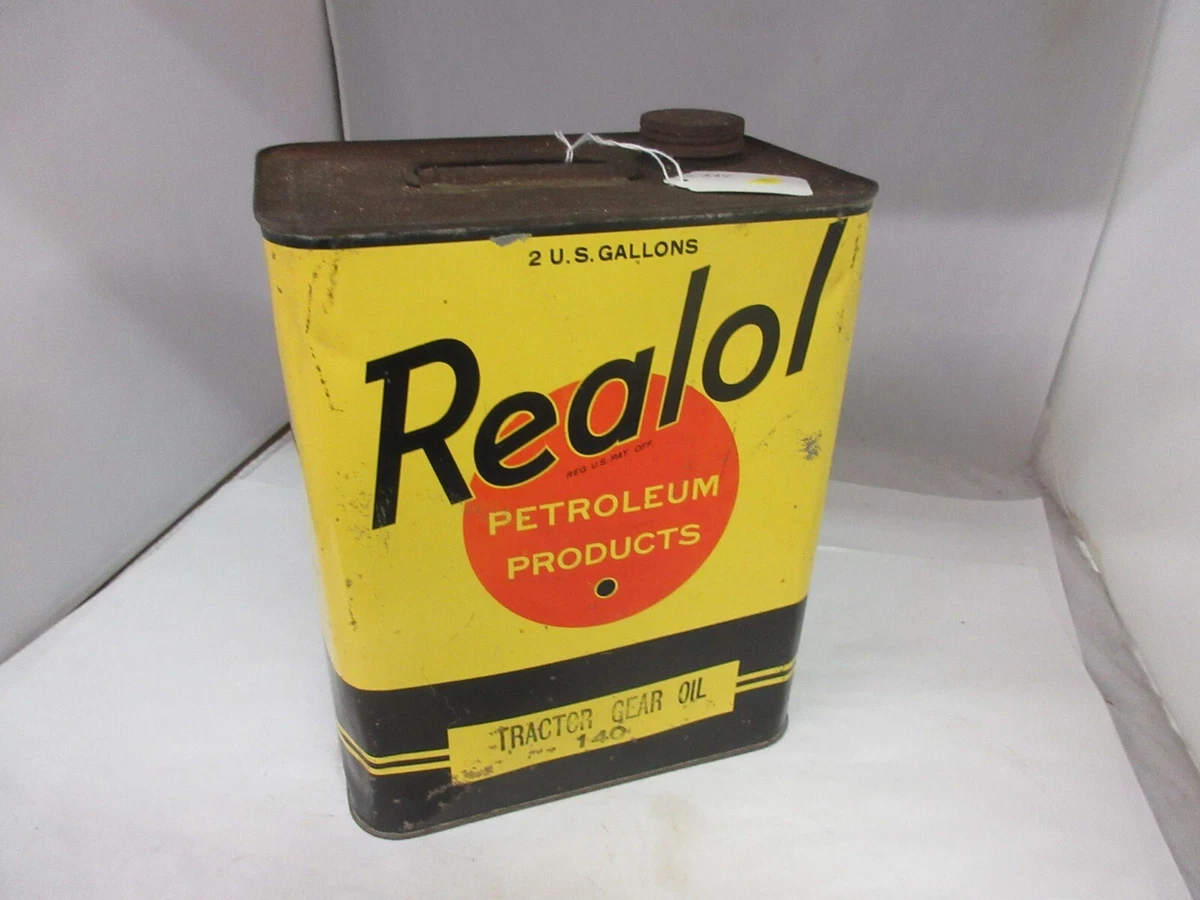 2 U.S. GALLONS
Realol
REG. U.S. PAT. OFF.
PETROLEUM
PRODUCTS
TRACTOR GEAR OIL
140